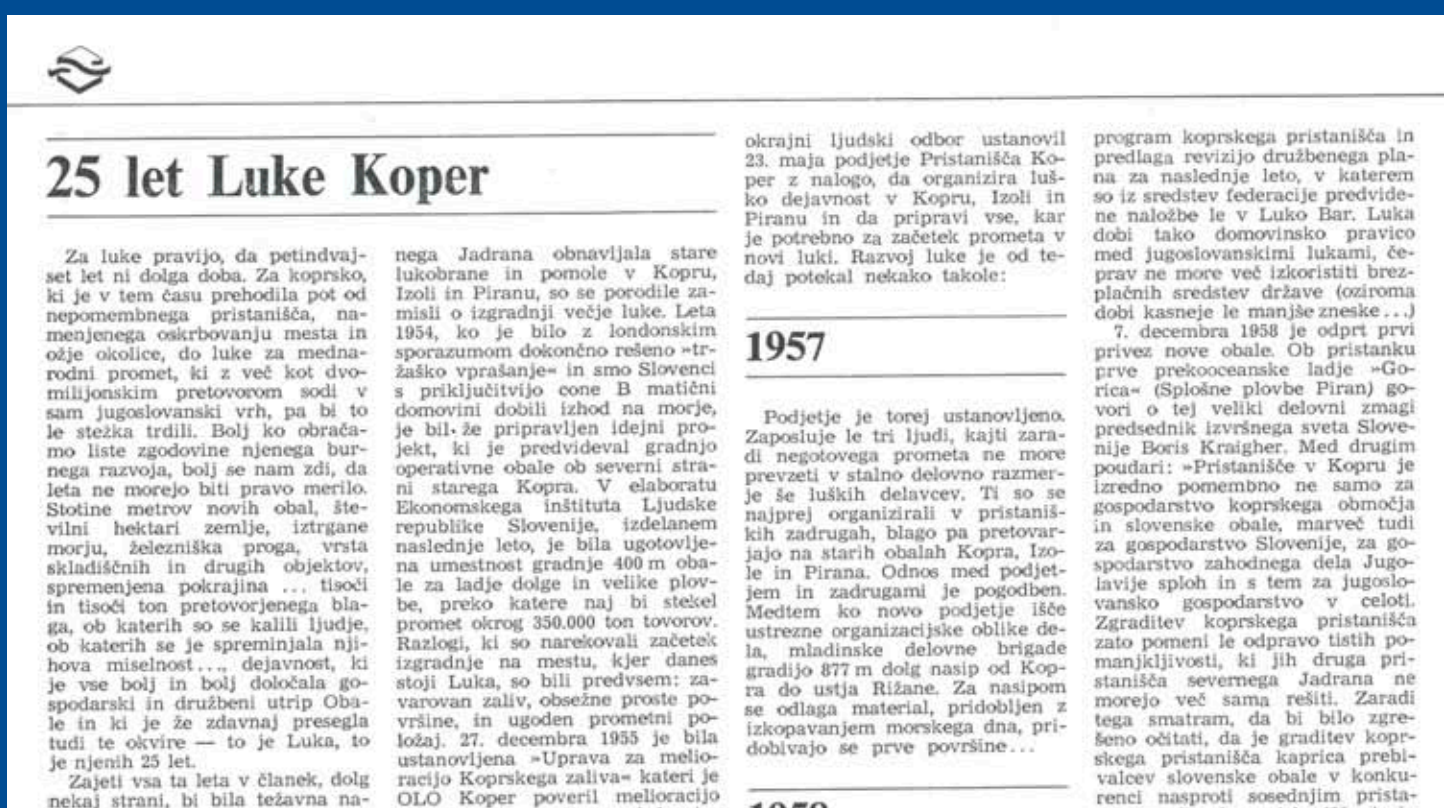 25 let Luke Koper
Za luke pravijo, da petindvaj-
set let ni dolga doba. Za koprsko,
ki je v tem času prehodila pot od
nepomembnega pristanišča, na-
menjenega oskrbovanju mesta in
ožje okolice, do luke za medna-
rodni promet, ki z več kot dvo-
milijonskim pretovorom sodi v
sam jugoslovanski vrh, pa bi to
le stežka trdili. Bolj ko obrača-
mo liste zgodovine njenega bur-
nega razvoja, bolj se nam zdi, da
leta ne morejo biti pravo merilo.
Stotine metrov novih obal, šte-
vilni hektari zemlje, iztrgane
morju, železniška proga, vrsta
skladiščnih in drugih objektov,
spremenjena pokrajina ... tisoči
in tisoči ton pretovorjenega bla-
ga, ob katerih so se kalili ljudje,
ob katerih se je spreminjala nji-
hova miselnost..., dejavnost, ki
je vse bolj in bolj določala go-
spodarski in družbeni utrip Oba-
le in ki je že zdavnaj presegla
tudi te okvire — to je Luka, to
je njenih 25 let.
Zajeti vsa ta leta v članek, dolg
nekaj strani, bi bila težavna na-
nega Jadrana obnavljala stare
lukobrane in pomole v Kopru,
Izoli in Piranu, so se porodile za-
misli o izgradnji večje luke. Leta
1954, ko je bilo z londonskim
sporazumom dokončno rešeno »tr-
žaško vprašanje« in smo Slovenci
s priključitvijo cone B matični
domovini dobili izhod na morje,
je bil že pripravljen idejni pro-
jekt, ki je predvideval gradnjo
operativne obale ob severni stra-
ni starega Kopra. V elaboratu
Ekonomskega inštituta Ljudske
republike Slovenije, izdelanem
naslednje leto, je bila ugotovlje-
na umestnost gradnje 400 m oba-
le za ladje dolge in velike plov-
be, preko katere naj bi stekel
promet okrog 350.000 ton tovorov.
Razlogi, ki so narekovali začetek
izgradnje na mestu, kjer danes
stoji Luka, so bili predvsem: za-
varovan zaliv, obsežne proste po-
vršine, in ugoden prometni po-
ložaj. 27. decembra 1955 je bila
ustanovljena »Uprava za melio-
racijo Koprskega zaliva« kateri je
OLO Koper poveril melioracijo
okrajni ljudski odbor ustanovil
23. maja podjetje Pristanišča Ko-
per z nalogo, da organizira luš-
ko dejavnost v Kopru, Izoli in
Piranu in da pripravi vse, kar
je potrebno za začetek prometa v
novi luki. Razvoj luke je od te-
daj potekal nekako takole:
1957
Podjetje je torej ustanovljeno.
Zaposluje le tri ljudi, kajti zara-
di negotovega prometa ne more
prevzeti v stalno delovno razmer-
je še luških delavcev. Ti so se
najprej organizirali v pristaniš-
kih zadrugah, blago pa pretovar-
jajo na starih obalah Kopra, Izo-
le in Pirana. Odnos med podjet-
jem in zadrugami je pogodben.
Medtem ko novo podjetje išče
ustrezne organizacijske oblike de-
la, mladinske delovne brigade
gradijo 877 m dolg nasip od Kop-
ra do ustja Rižane. Za nasipom
se odlaga material, pridobljen z
izkopavanjem morskega dna, pri-
dobivajo se prve površine...
program koprskega pristanišča in
predlaga revizijo družbenega pla-
na za naslednje leto, v katerem
so iz sredstev federacije predvide-
ne naložbe le v Luko Bar. Luka
dobi tako domovinsko pravico
med jugoslovanskimi lukami, če-
prav ne more več izkoristiti brez-
plačnih sredstev države (oziroma
dobi kasneje le manjše zneske...)
7. decembra 1958 je odprt prvi
privez nove obale. Ob pristanku
prve prekooceanske ladje »Go-
rica« (Splošne plovbe Piran) go-
vori o tej veliki delovni zmagi
predsednik izvršnega sveta Slove-
nije Boris Kraigher. Med drugim
poudari: »Pristanišče v Kopru je
izredno pomembno ne samo za
gospodarstvo koprskega območja
in slovenske obale, marveč tudi
za gospodarstvo Slovenije, za go-
spodarstvo zahodnega dela Jugo-
lavije sploh in s tem za jugoslo-
vansko gospodarstvo v celoti.
Zgraditev koprskega pristanišča
zato pomeni le odpravo tistih po-
manjkljivosti, ki jih druga pri-
stanišča severnega Jadrana ne
morejo več sama rešiti. Zaradi
tega smatram, da bi bilo zgre-
šeno očitati, da je graditev kopr-
skega pristanišča kaprica prebi-
valcev slovenske obale v konku-
renci nasproti sosednjim prista-